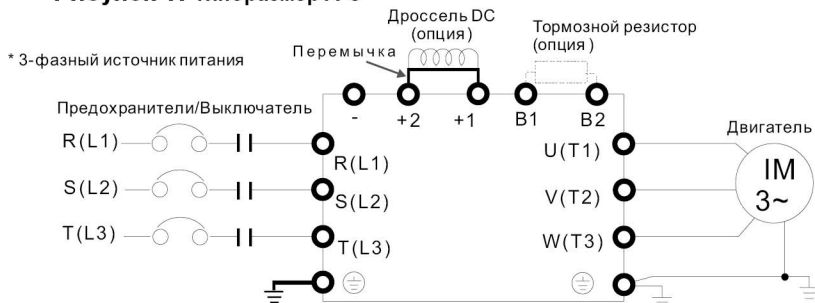 Дроссель DC
(опция)
Тормозной резистор
(опция)
Перемычка
* 3-фазный источник питания
Предохранители/Выключатель
- +2 +1 B1 B2
Двигатель
R(L1)
R(L1)
U(T1)
IM
3~
S(L2)
S(L2)
V(T2)
T(L3)
T(L3)
W(T3)